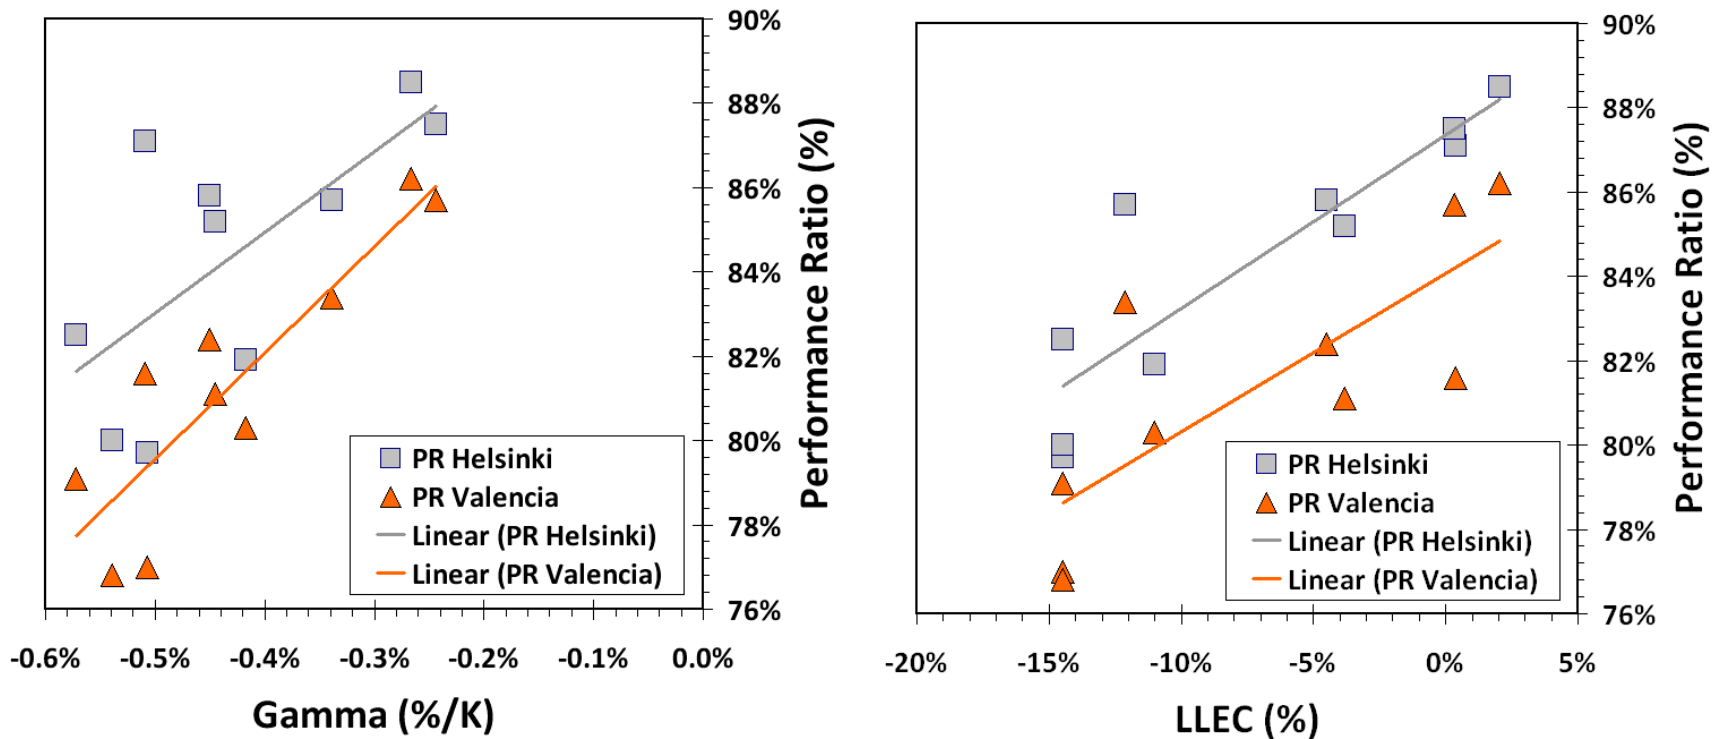 90%
88%
86%
84%
82%
80%
78%
76%
Performance Ratio (%)
PR Helsinki
PR Valencia
Linear (PR Helsinki)
Linear (PR Valencia)
-0.6% -0.5% -0.4% -0.3% -0.2% -0.1% 0.0%
Gamma (%/K)
90%
88%
86%
84%
82%
80%
78%
76%
Performance Ratio (%)
PR Helsinki
PR Valencia
Linear (PR Helsinki)
Linear (PR Valencia)
-20% -15% -10% -5% 0% 5%
LLEC (%)